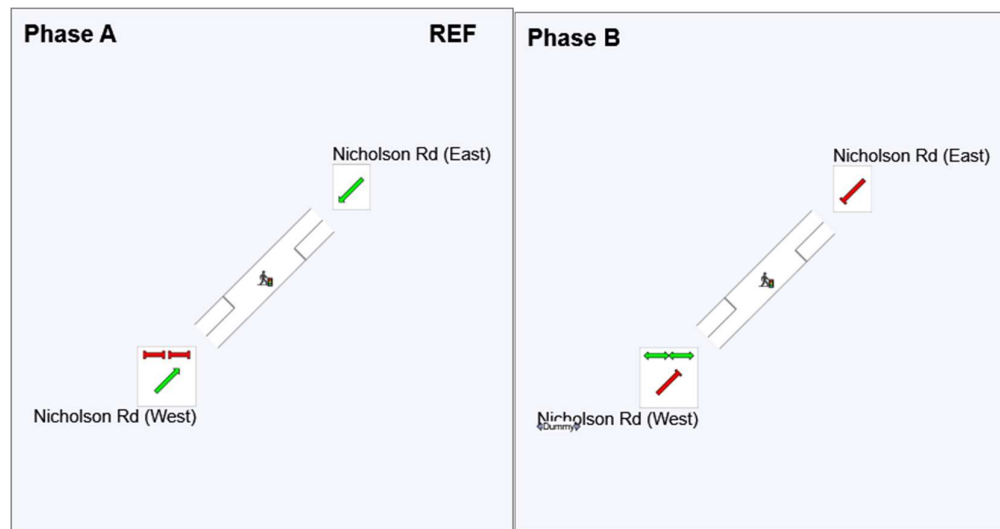 Phase A
REF
Nicholson Rd (East)
Nicholson Rd (West)
Phase B
Nicholson Rd (East)
Nicholson Rd (West)
Dummy